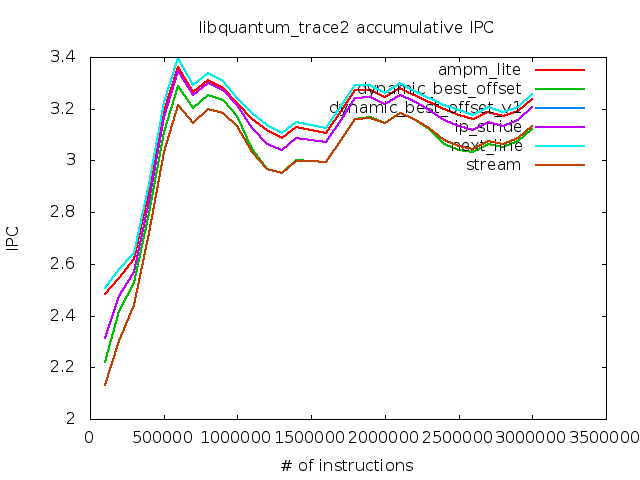 libquantum_trace2 accumulative IPC
3.4
3.2
3
2.8
2.6
2.4
2.2
2
IPC
ampm_lite
dynamic_best_offset
dynamic_best_offset_v1
ip_stride
next_line
stream
0 500000 1000000 1500000 2000000 2500000 3000000 3500000
# of instructions